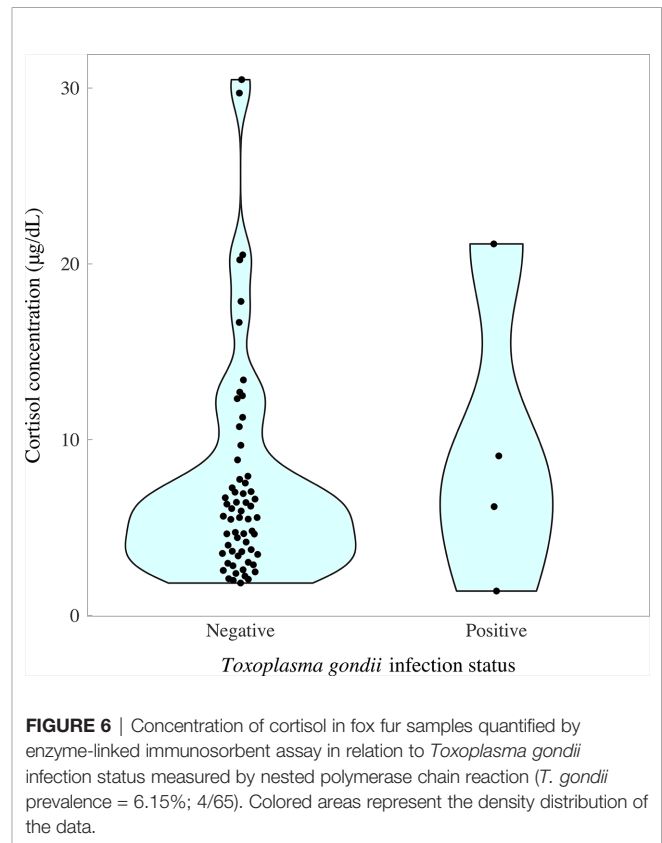 30
20
10
0
Cortisol concentration (µg/dL)
Negative Positive
Toxoplasma gondii infection status
FIGURE 6 | Concentration of cortisol in fox fur samples quantified by
enzyme-linked immunosorbent assay in relation to Toxoplasma gondii
infection status measured by nested polymerase chain reaction (T. gondii
prevalence = 6.15%; 4/65). Colored areas represent the density distribution of
the data.